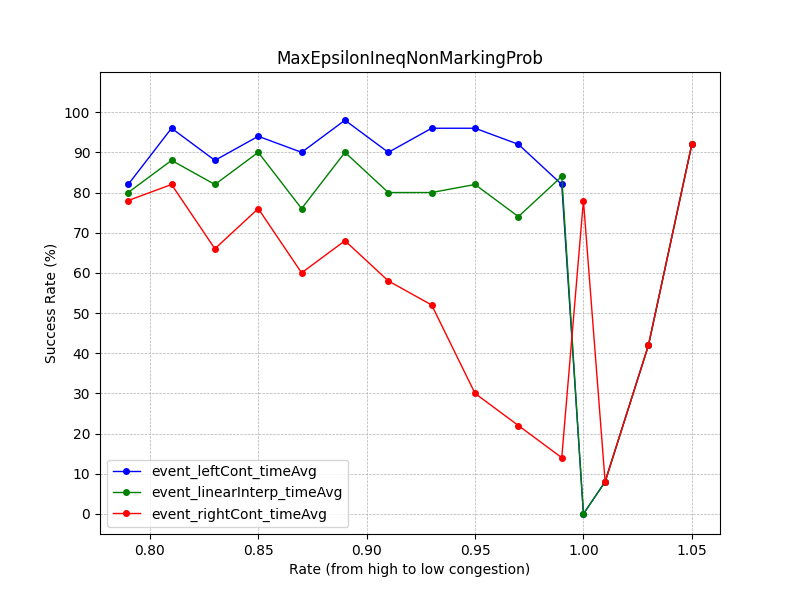 MaxEpsilonIneqNonMarkingProb
Success Rate (%)
100
90
80
70
60
50
40
30
20
10
0
event_leftCont_timeAvg
event_linearInterp_timeAvg
event_rightCont_timeAvg
0.80 0.85 0.90 0.95 1.00 1.05
Rate (from high to low congestion)